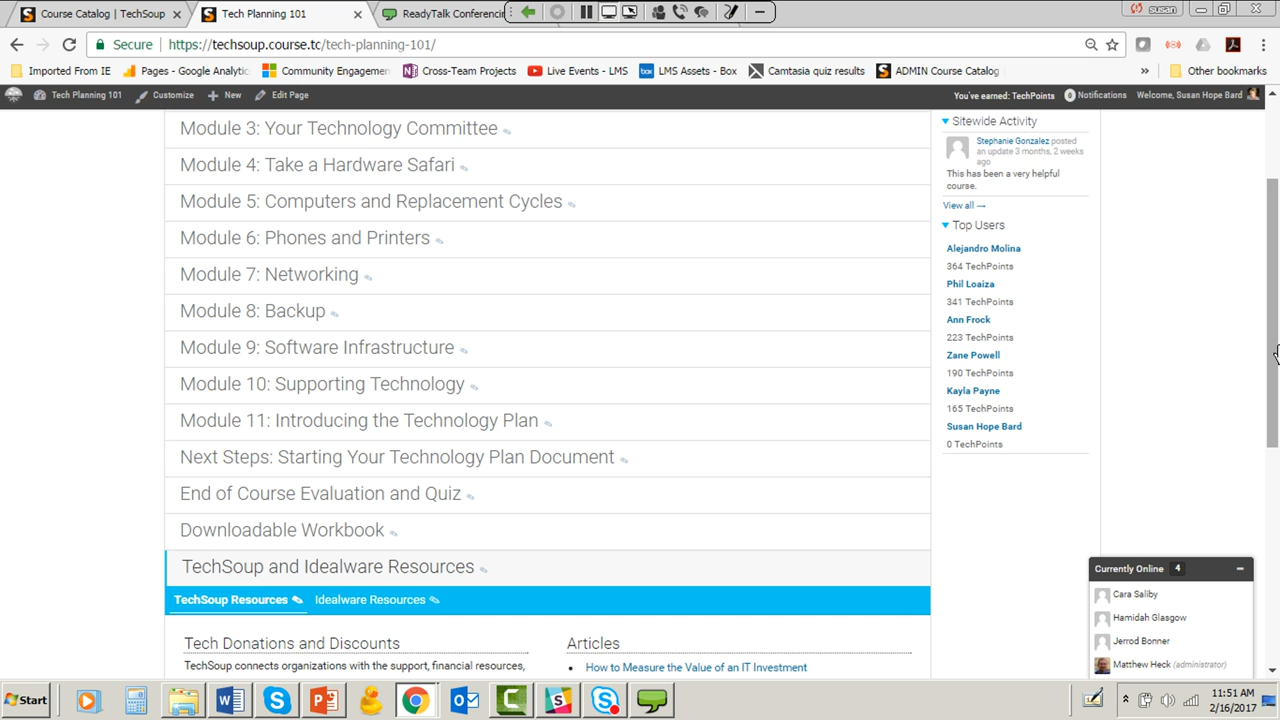 Course Catalog | TechSoup
Tech Planning 101
ReadyTalk Conferencin
susan
Secure
https://techsoup.course.tc/tech-planning-101/
Imported From IE
Pages - Google Analytic
Community Engagemen
Cross-Team Projects
Live Events - LMS
LMS Assets - Box
Camtasia quiz results
ADMIN Course Catalog
Other bookmarks
Tech Planning 101
Customize
New
Edit Page
You've earned: TechPoints
0 Notifications
Welcome, Susan Hope Bard
Module 3: Your Technology Committee
Module 4: Take a Hardware Safari
Module 5: Computers and Replacement Cycles
Module 6: Phones and Printers
Module 7: Networking
Module 8: Backup
Module 9: Software Infrastructure
Module 10: Supporting Technology
Module 11: Introducing the Technology Plan
Next Steps: Starting Your Technology Plan Document
End of Course Evaluation and Quiz
Downloadable Workbook
TechSoup and Idealware Resources
TechSoup Resources
Idealware Resources
Tech Donations and Discounts
TechSoup connects organizations with the support, financial resources,
Articles
How to Measure the Value of an IT Investment
Sitewide Activity
Stephanie Gonzalez posted
an update 3 months, 2 weeks
ago
This has been a very helpful
course.
View all →
Top Users
Alejandro Molina
364 TechPoints
Phil Loaiza
341 TechPoints
Ann Frock
223 TechPoints
Zane Powell
190 TechPoints
Kayla Payne
165 TechPoints
Susan Hope Bard
0 TechPoints
Currently Online 4
Cara Saliby
Hamidah Glasgow
Jerrod Bonner
Matthew Heck (administrator)
Start
11:51 AM
2/16/2017